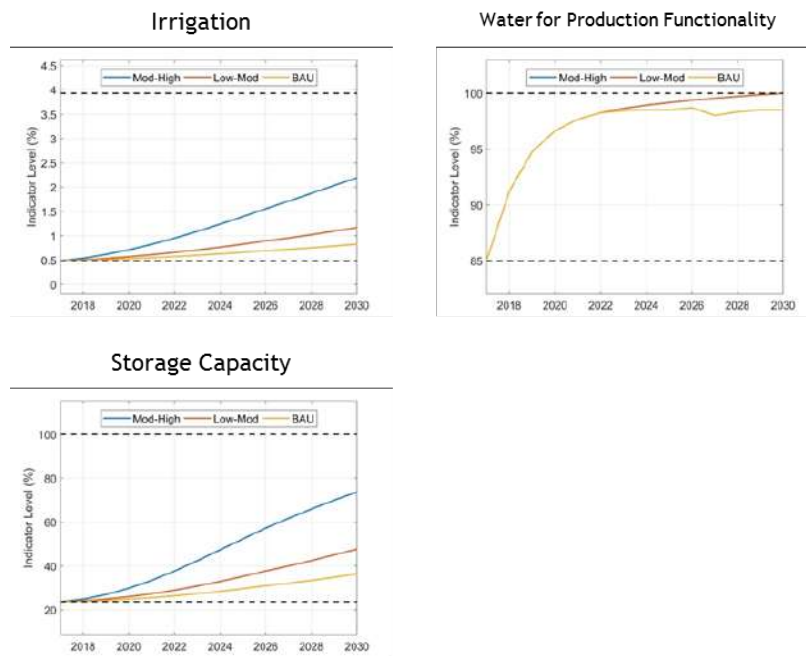 Irrigation
Mod-High Low-Mod BAU
4.5
4
3.5
3
2.5
2
1.5
1
0.5
0
Indicator Level (%)
2018 2020 2022 2024 2026 2028 2030
Water for Production Functionality
Mod-High Low-Mod BAU
100
95
90
85
Indicator Level (%)
2018 2020 2022 2024 2026 2028 2030
Storage Capacity
Mod-High Low-Mod BAU
100
80
60
40
20
Indicator Level (%)
2018 2020 2022 2024 2026 2028 2030